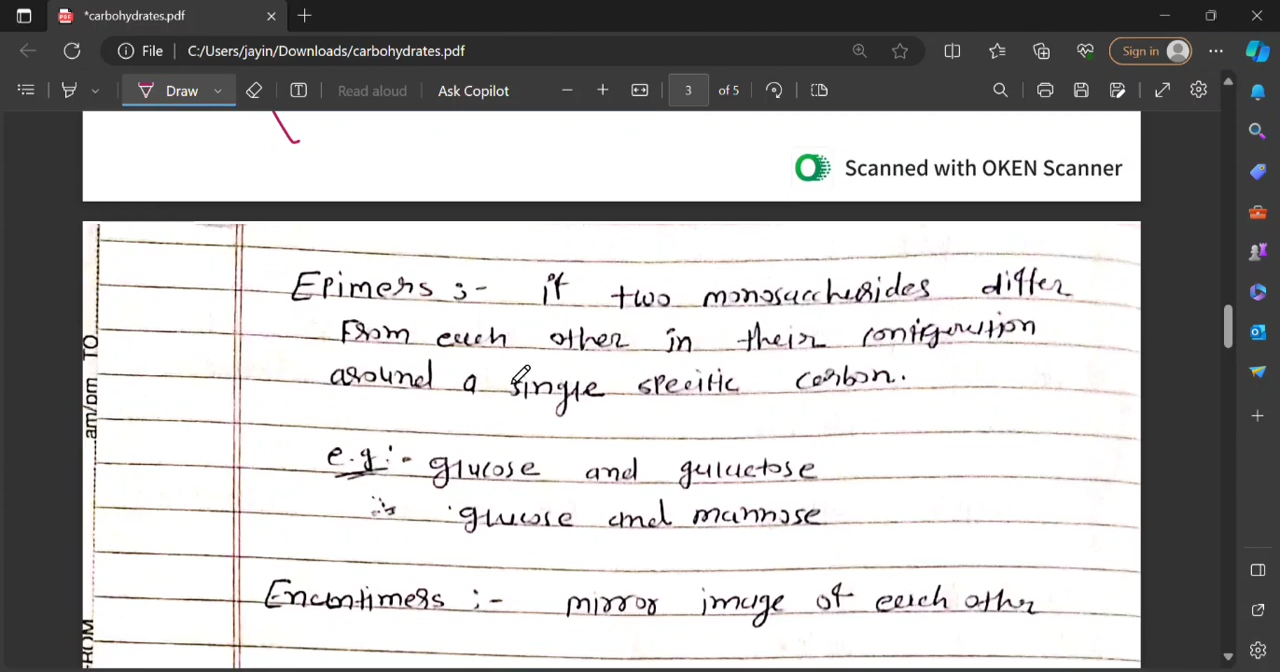 *carbohydrates.pdf
File
C:/Users/jayin/Downloads/carbohydrates.pdf
Sign in
Draw
Read aloud
Ask Copilot
3
of 5
Scanned with OKEN Scanner
Epimers :- if two monosaccharides differ
From each other in their configuration
around a single specific carbon.
e.g:- glucose and galactose
glucose and mannose
Enantimers :- mirror image of each other
am/pm TO
ROM